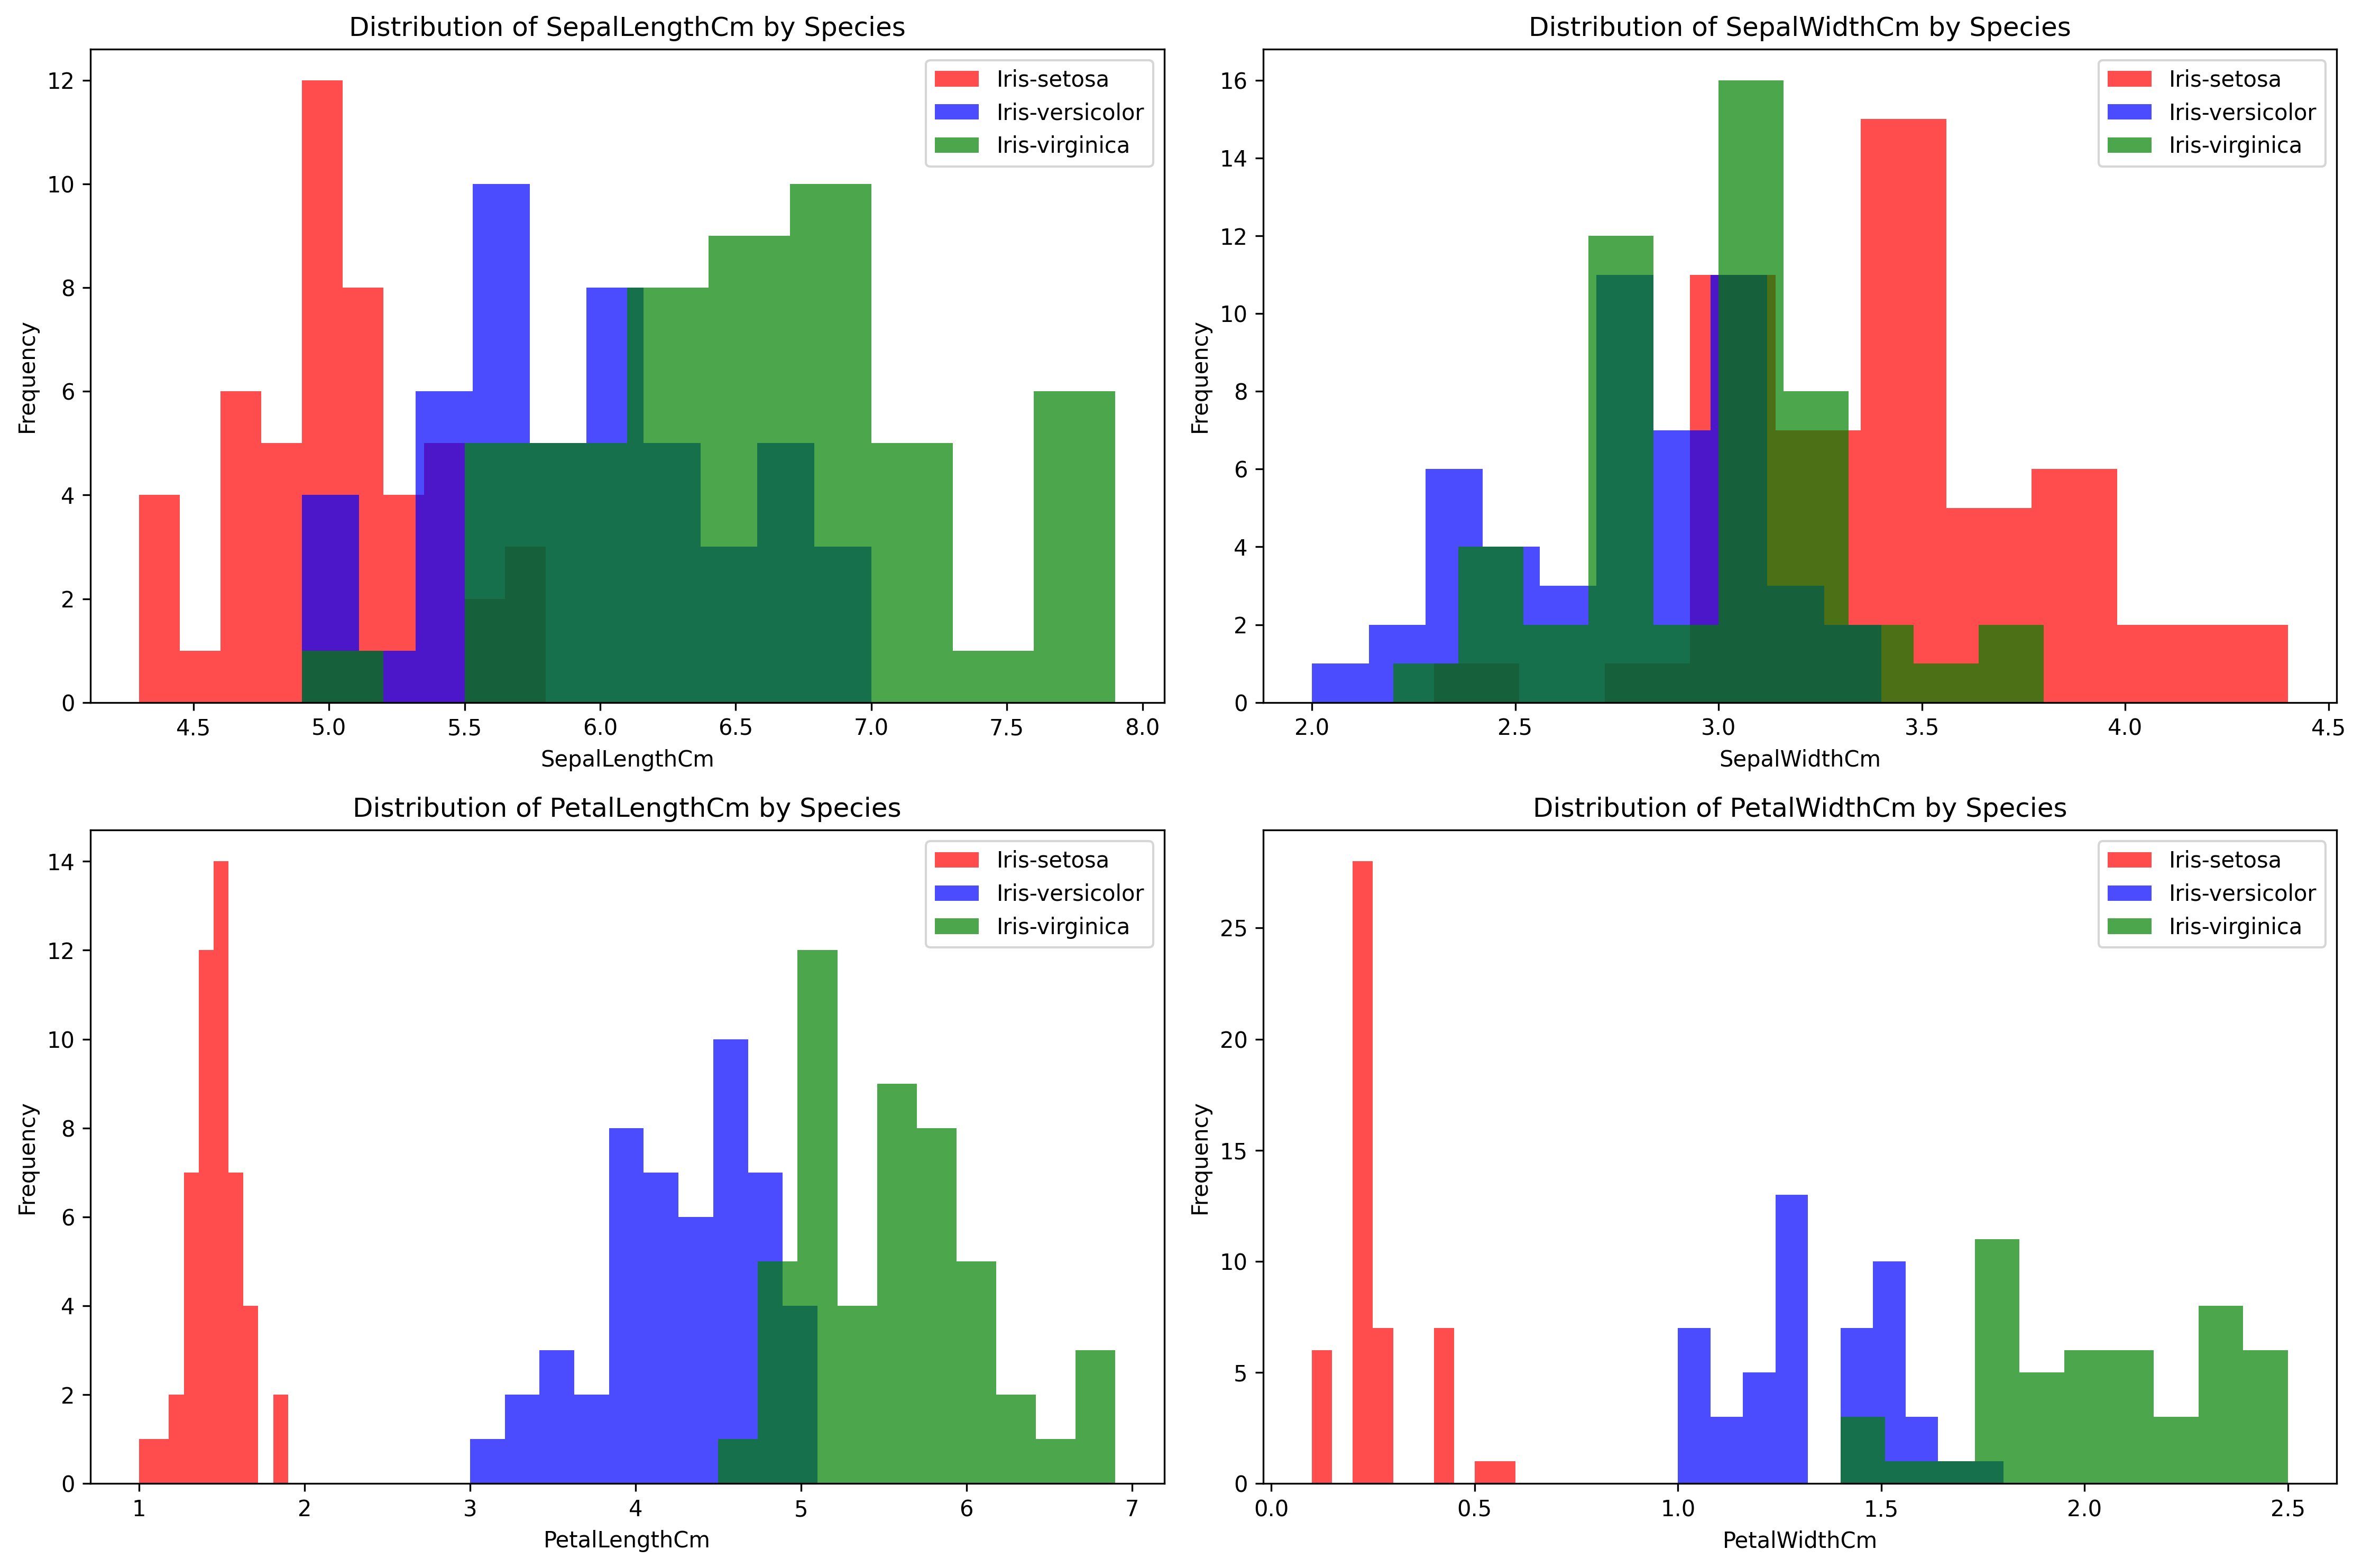 Distribution of SepalLengthCm by Species
12
10
8
6
4
2
0
Frequency
Iris-setosa
Iris-versicolor
Iris-virginica
4.5 5.0 5.5 6.0 6.5 7.0 7.5 8.0
SepalLengthCm
Distribution of SepalWidthCm by Species
16
14
12
10
8
6
4
2
0
Frequency
Iris-setosa
Iris-versicolor
Iris-virginica
2.0 2.5 3.0 3.5 4.0 4.5
SepalWidthCm
Distribution of PetalLengthCm by Species
14
12
10
8
6
4
2
0
Frequency
Iris-setosa
Iris-versicolor
Iris-virginica
1 2 3 4 5 6 7
PetalLengthCm
Distribution of PetalWidthCm by Species
25
20
15
10
5
0
Frequency
Iris-setosa
Iris-versicolor
Iris-virginica
0.0 0.5 1.0 1.5 2.0 2.5
PetalWidthCm